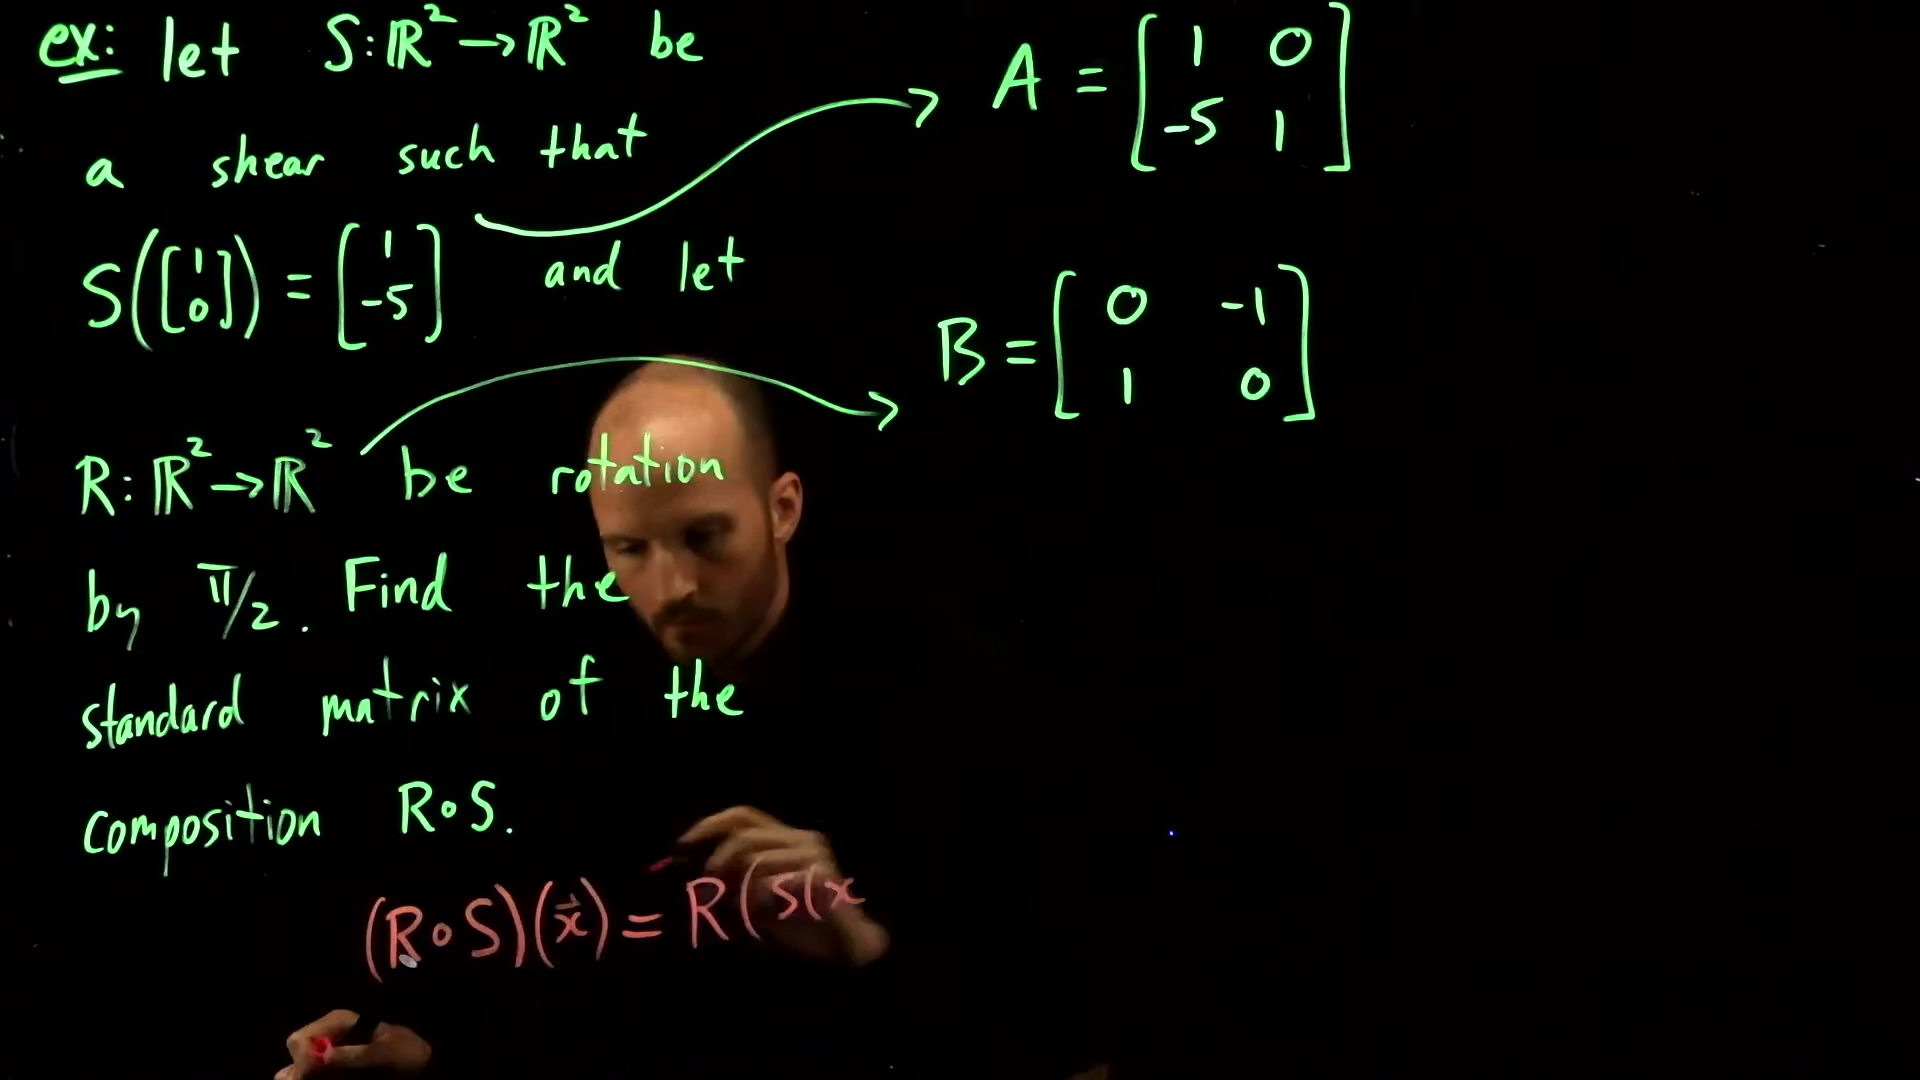 ex: let S: ℝ² → ℝ² be
a shear such that
S([1 0]) = [1 -5] and let
R: ℝ² → ℝ² be rotation
by π/2. Find the
standard matrix of the
composition R∘S.
(R∘S)(x⃗) = R(S(x
A = [1 0
-5 1]
B = [0 -1
1 0]